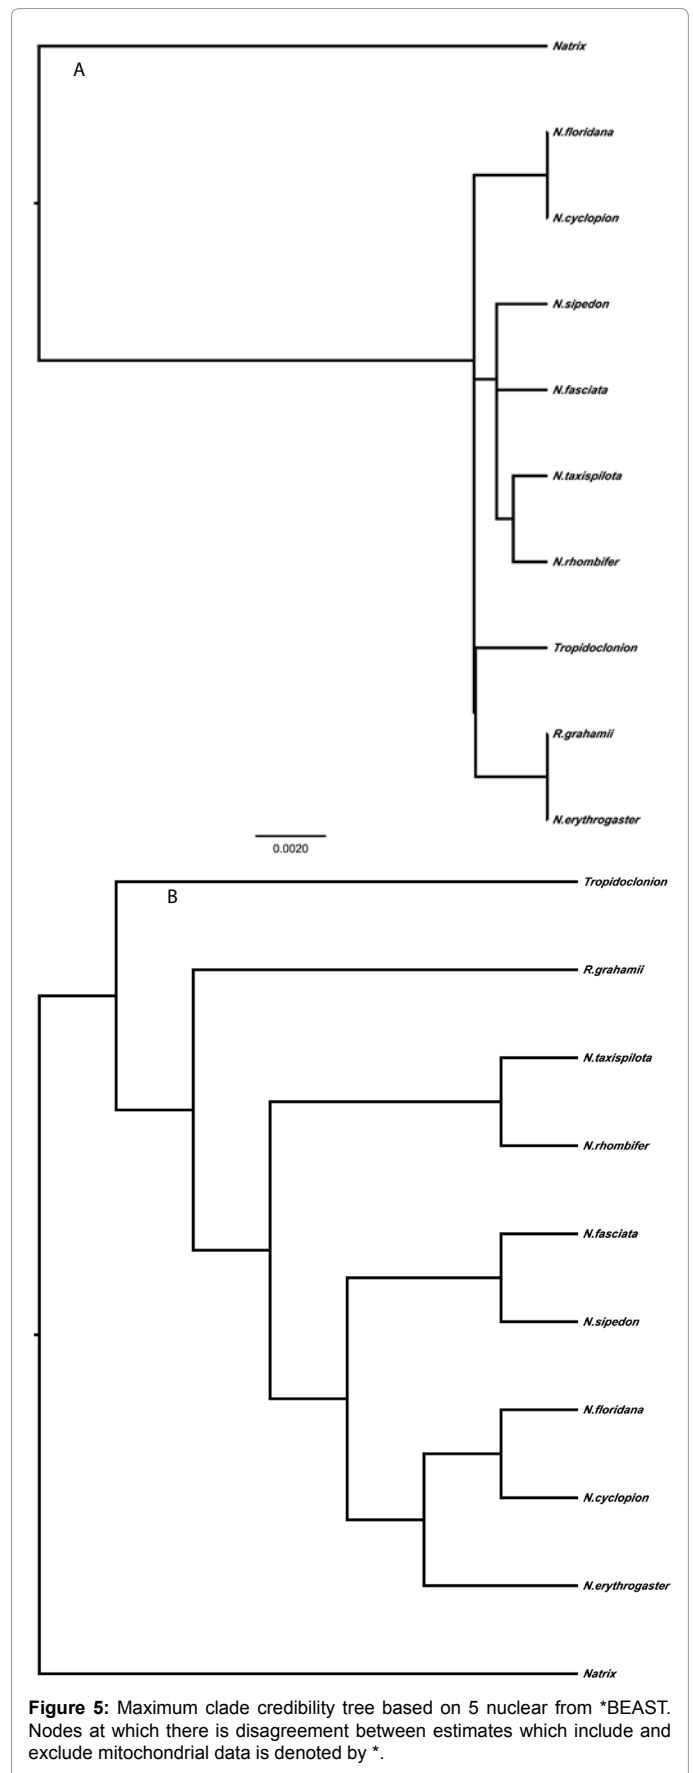 Natrix
A
N.floridana
N.cyclopion
N.sipedon
N.fasciata
N.taxispilota
N.rhombifer
Tropidoclonion
R.grahamii
N.erythrogaster
0.0020
Tropidoclonion
B
R.grahamii
N.taxispilota
N.rhombifer
N.fasciata
N.sipedon
N.floridana
N.cyclopion
N.erythrogaster
Natrix
Figure 5: Maximum clade credibility tree based on 5 nuclear from *BEAST.
Nodes at which there is disagreement between estimates which include and
exclude mitochondrial data is denoted by *.